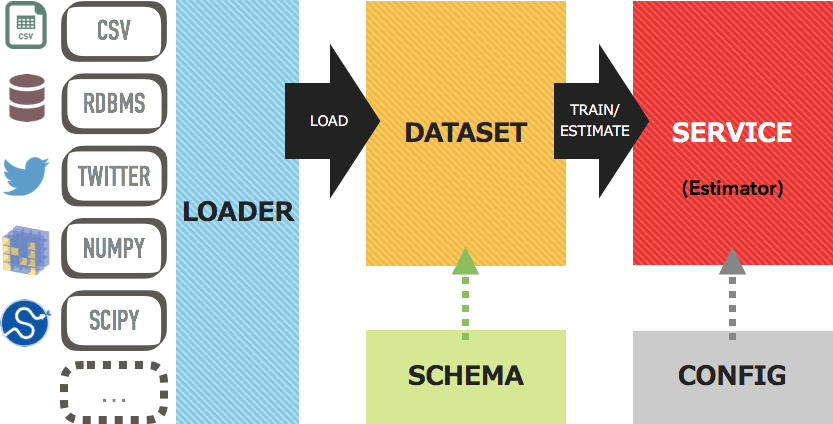 CSV
CSV
RDBMS
TWITTER
NUMPY
SCIPY
...
LOADER
LOAD
DATASET
TRAIN/
ESTIMATE
SERVICE
(Estimator)
SCHEMA
CONFIG